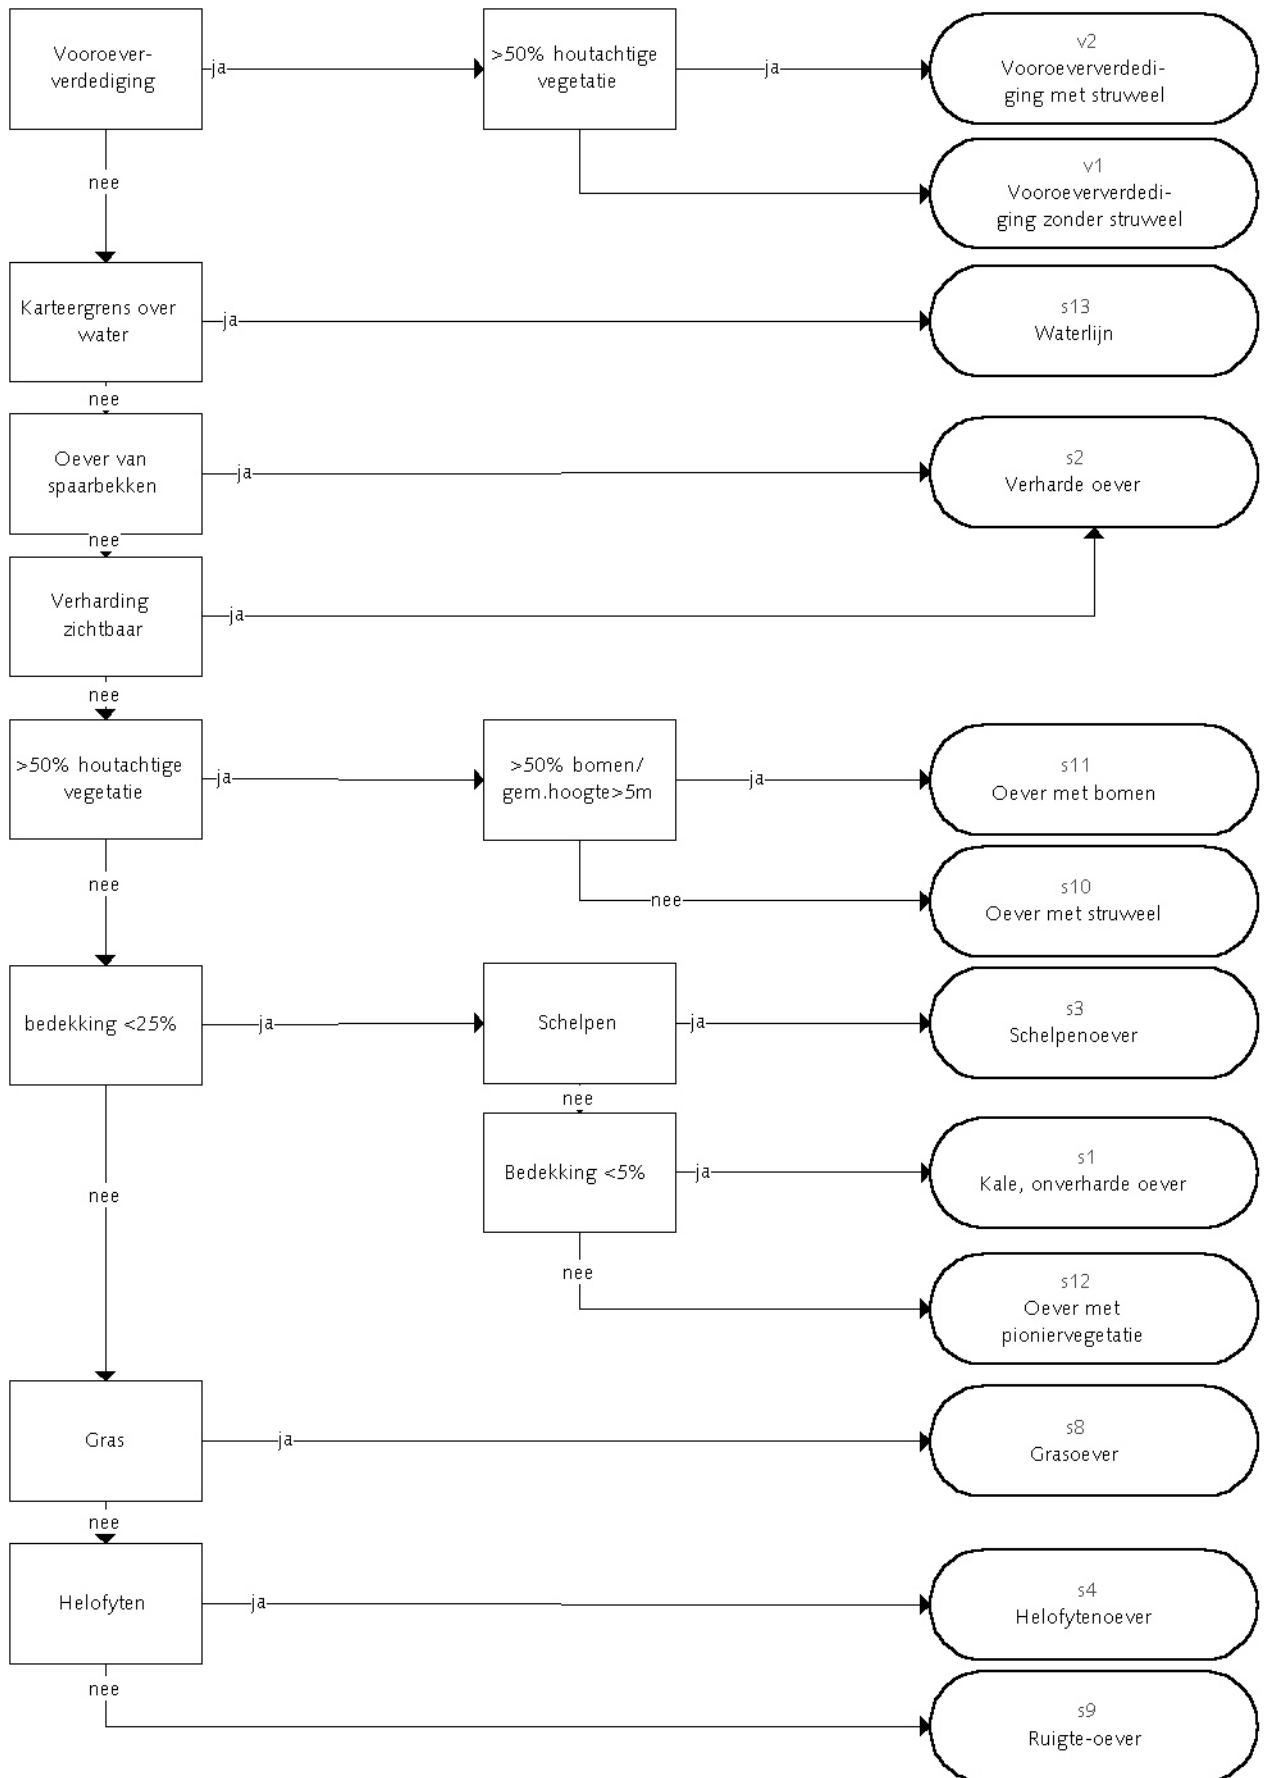 Vooroever-
verdediging
ja
>50% houtachtige
vegetatie
ja
v2
Vooroeververdedi-
ging met struweel
v1
Vooroeververdedi-
ging zonder struweel
nee
Karteergrens over
water
ja
s13
Waterlijn
nee
Oever van
spaarbekken
ja
s2
Verharde oever
nee
Verharding
zichtbaar
ja
nee
>50% houtachtige
vegetatie
ja
>50% bomen/
gem.hoogte>5m
ja
s11
Oever met bomen
nee
s10
Oever met struweel
nee
bedekking <25%
ja
Schelpen
ja
s3
Schelpenoever
nee
Bedekking <5%
ja
s1
Kale, onverharde oever
nee
s12
Oever met
pioniervegetatie
nee
Gras
ja
s8
Grasoever
nee
Helofyten
ja
s4
Helofytenoever
nee
s9
Ruigte-oever